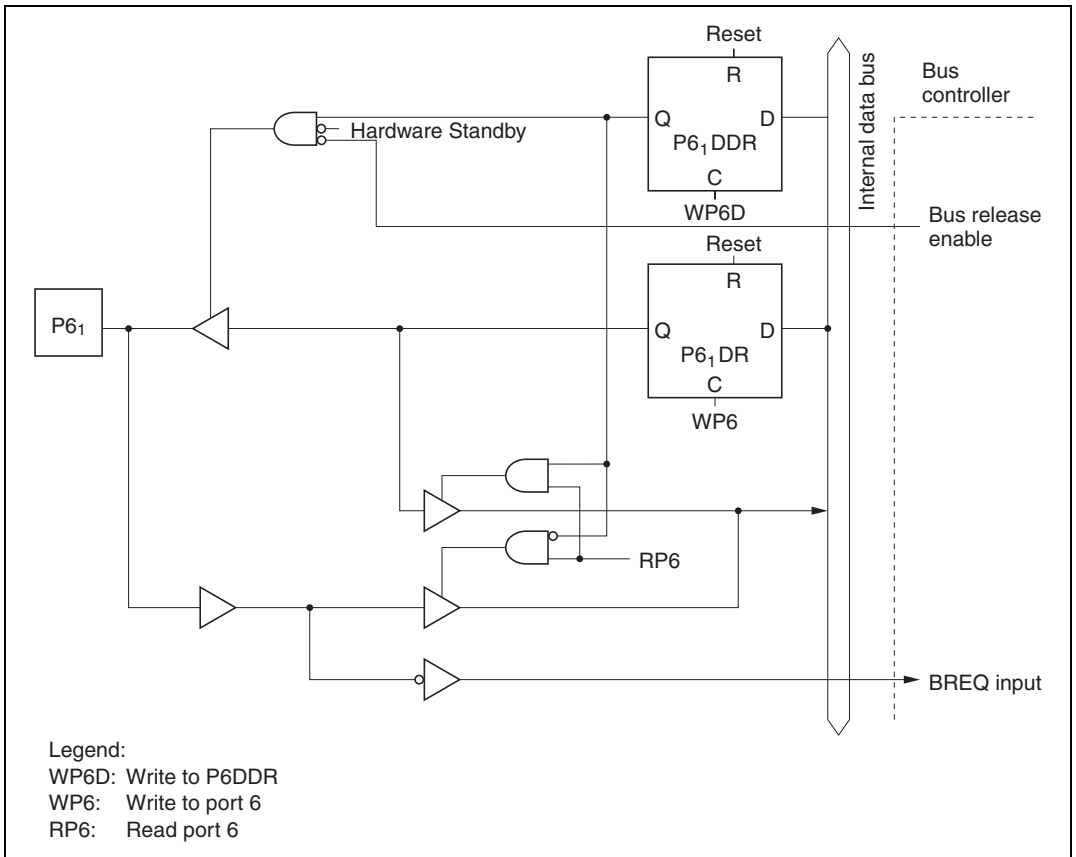 Reset
R
Bus
controller
Internal data bus
Hardware Standby
Q
D
P6₁DDR
C
WP6D
Bus release
enable
Reset
R
P6₁
Q
D
P6₁DR
C
WP6
RP6
BREQ input
Legend:
WP6D: Write to P6DDR
WP6: Write to port 6
RP6: Read port 6